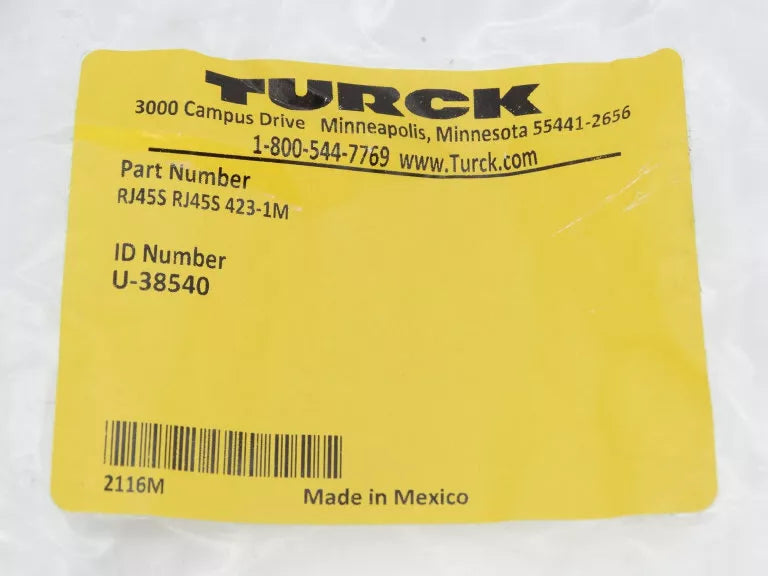 TURCK
3000 Campus Drive Minneapolis, Minnesota 55441-2656
1-800-544-7769 www.Turck.com
Part Number
RJ45S RJ45S 423-1M
ID Number
U-38540
2116M
Made in Mexico